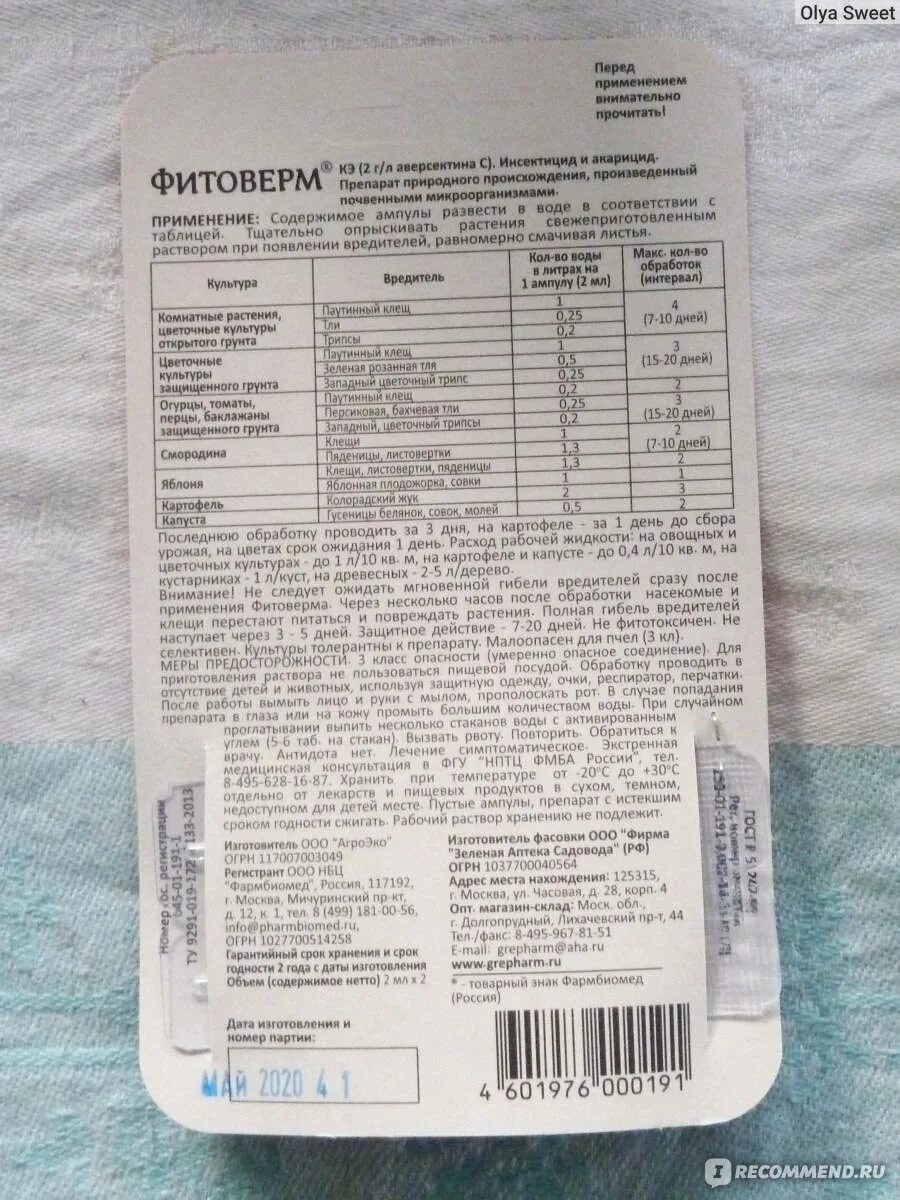 Olya Sweet
Перед
применением
внимательно
прочитать!
ФИТОВЕРМ® КЭ (2 г/л аверсектина С). Инсектицид и акарицид.
Препарат природного происхождения, произведенный
почвенными микроорганизмами.
ПРИМЕНЕНИЕ: Содержимое ампулы развести в воде в соответствии с
таблицей. Тщательно опрыскивать растения свежеприготовленным
раствором при появлении вредителей, равномерно смачивая листья.
Культура Вредитель Кол-во воды в литрах на 1 ампулу (2 мл) Макс. кол-во обработок (интервал)
Комнатные растения,
цветочные культуры
открытого грунта
Паутинный клещ 1
Тли 0,25
Трипсы 0,2
4
(7-10 дней)
Цветочные
культуры
защищенного грунта
Паутинный клещ 1
Зеленая розанная тля 0,5
Западный цветочный трипс 0,25
3
(15-20 дней)
2
Огурцы, томаты,
перцы, баклажаны
защищенного грунта
Паутинный клещ 0,2
Персиковая, бахчевая тли 0,25
Западный, цветочный трипсы 0,2
3
(15-20 дней)
Смородина
Клещи 1
Пяденицы, листовертки 1,3
2
(7-10 дней)
2
Яблоня
Клещи, листовертки, пяденицы 1,3
Яблонная плодожорка, совки 1
1
Картофель Колорадский жук 2 3
Капуста Гусеницы белянок, совок, молей 0,5 2
Последнюю обработку проводить за 3 дня, на картофеле - за 1 день до сбора
урожая, на цветах срок ожидания 1 день. Расход рабочей жидкости: на овощных и
цветочных культурах - до 1 л/10 кв. м, на картофеле и капусте - до 0,4 л/10 кв. м, на
кустарниках - 1 л/куст, на древесных - 2-5 л/дерево.
Внимание! Не следует ожидать мгновенной гибели вредителей сразу после
применения Фитоверма. Через несколько часов после обработки насекомые и
клещи перестают питаться и повреждать растения. Полная гибель вредителей
наступает через 3 - 5 дней. Защитное действие - 7-20 дней. Не фитотоксичен. Не
селективен. Культуры толерантны к препарату. Малоопасен для пчел (3 кл).
МЕРЫ ПРЕДОСТОРОЖНОСТИ. 3 класс опасности (умеренно опасное соединение). Для
приготовления раствора не пользоваться пищевой посудой. Обработку проводить в
отсутствие детей и животных, используя защитную одежду, очки, респиратор, перчатки.
После работы вымыть лицо и руки с мылом, прополоскать рот. В случае попадания
препарата в глаза или на кожу промыть большим количеством воды. При случайном
проглатывании выпить несколько стаканов воды с активированным
углем (5-6 таб. на стакан). Вызвать рвоту. Повторить. Обратиться к
врачу. Антидота нет. Лечение симптоматическое. Экстренная
медицинская консультация в ФГУ "НПТЦ ФМБА России", тел.
8-495-628-16-87. Хранить при температуре от -20°С до +30°С
отдельно от лекарств и пищевых продуктов в сухом, темном,
недоступном для детей месте. Пустые ампулы, препарат с истекшим
сроком годности сжигать. Рабочий раствор хранению не подлежит.
Изготовитель ООО "АгроЭко"
ОГРН 117007003049
Регистрант ООО НБЦ
"Фармбиомед", Россия, 117192,
г. Москва, Мичуринский пр-кт,
д. 12, к. 1, тел. 8 (499) 181-00-56,
info@pharmbiomed.ru,
ОГРН 1027700514258
Гарантийный срок хранения и срок
годности 2 года с даты изготовления
Объем (содержимое нетто) 2 мл х 2
Изготовитель фасовки ООО "Фирма
"Зеленая Аптека Садовода" (РФ)
ОГРН 1037700040564
Адрес места нахождения: 125315,
г. Москва, ул. Часовая, д. 28, корп. 4
Опт. магазин-склад: Моск. обл.,
г. Долгопрудный, Лихачевский пр-т, 44
Тел./факс: 8-495-967-81-51
E-mail: grepharm@aha.ru
www.grepharm.ru
* - товарный знак Фармбиомед
(Россия)
Номер гос. регистрации
ТУ 9291-019-
133-2013
ГОСТ Р
Дата изготовления и
номер партии:
МАЙ 2020 4 1
4 601976 000191
IRECOMMEND.RU